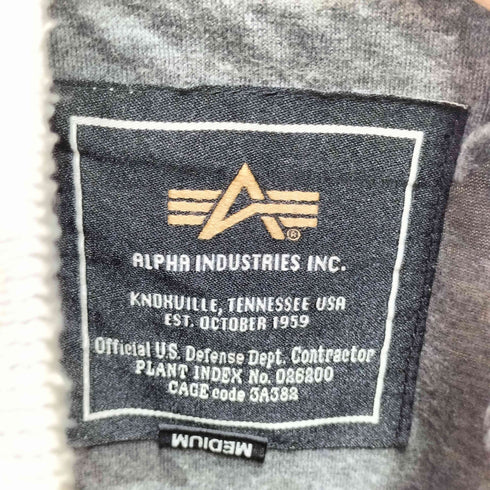 ALPHA INDUSTRIES INC.
KNOXVILLE, TENNESSEE USA
EST. OCTOBER 1959
Official U.S. Defense Dept. Contractor
PLANT INDEX No. 026200
CAGE code 3A382
MEDIUM